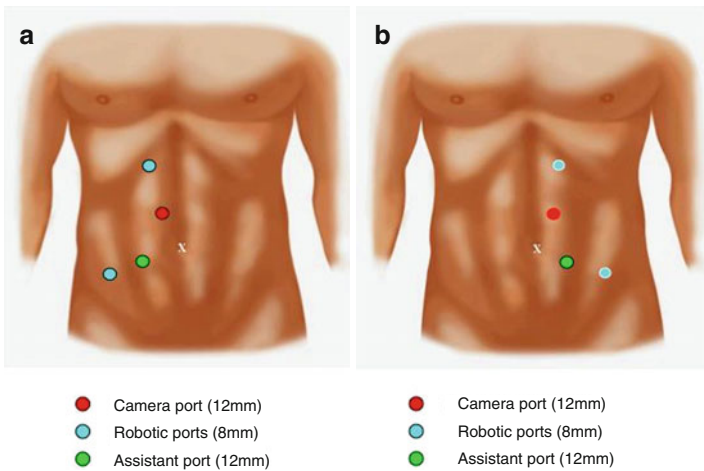 a
b
x
x
Camera port (12mm)
Robotic ports (8mm)
Assistant port (12mm)
Camera port (12mm)
Robotic ports (8mm)
Assistant port (12mm)